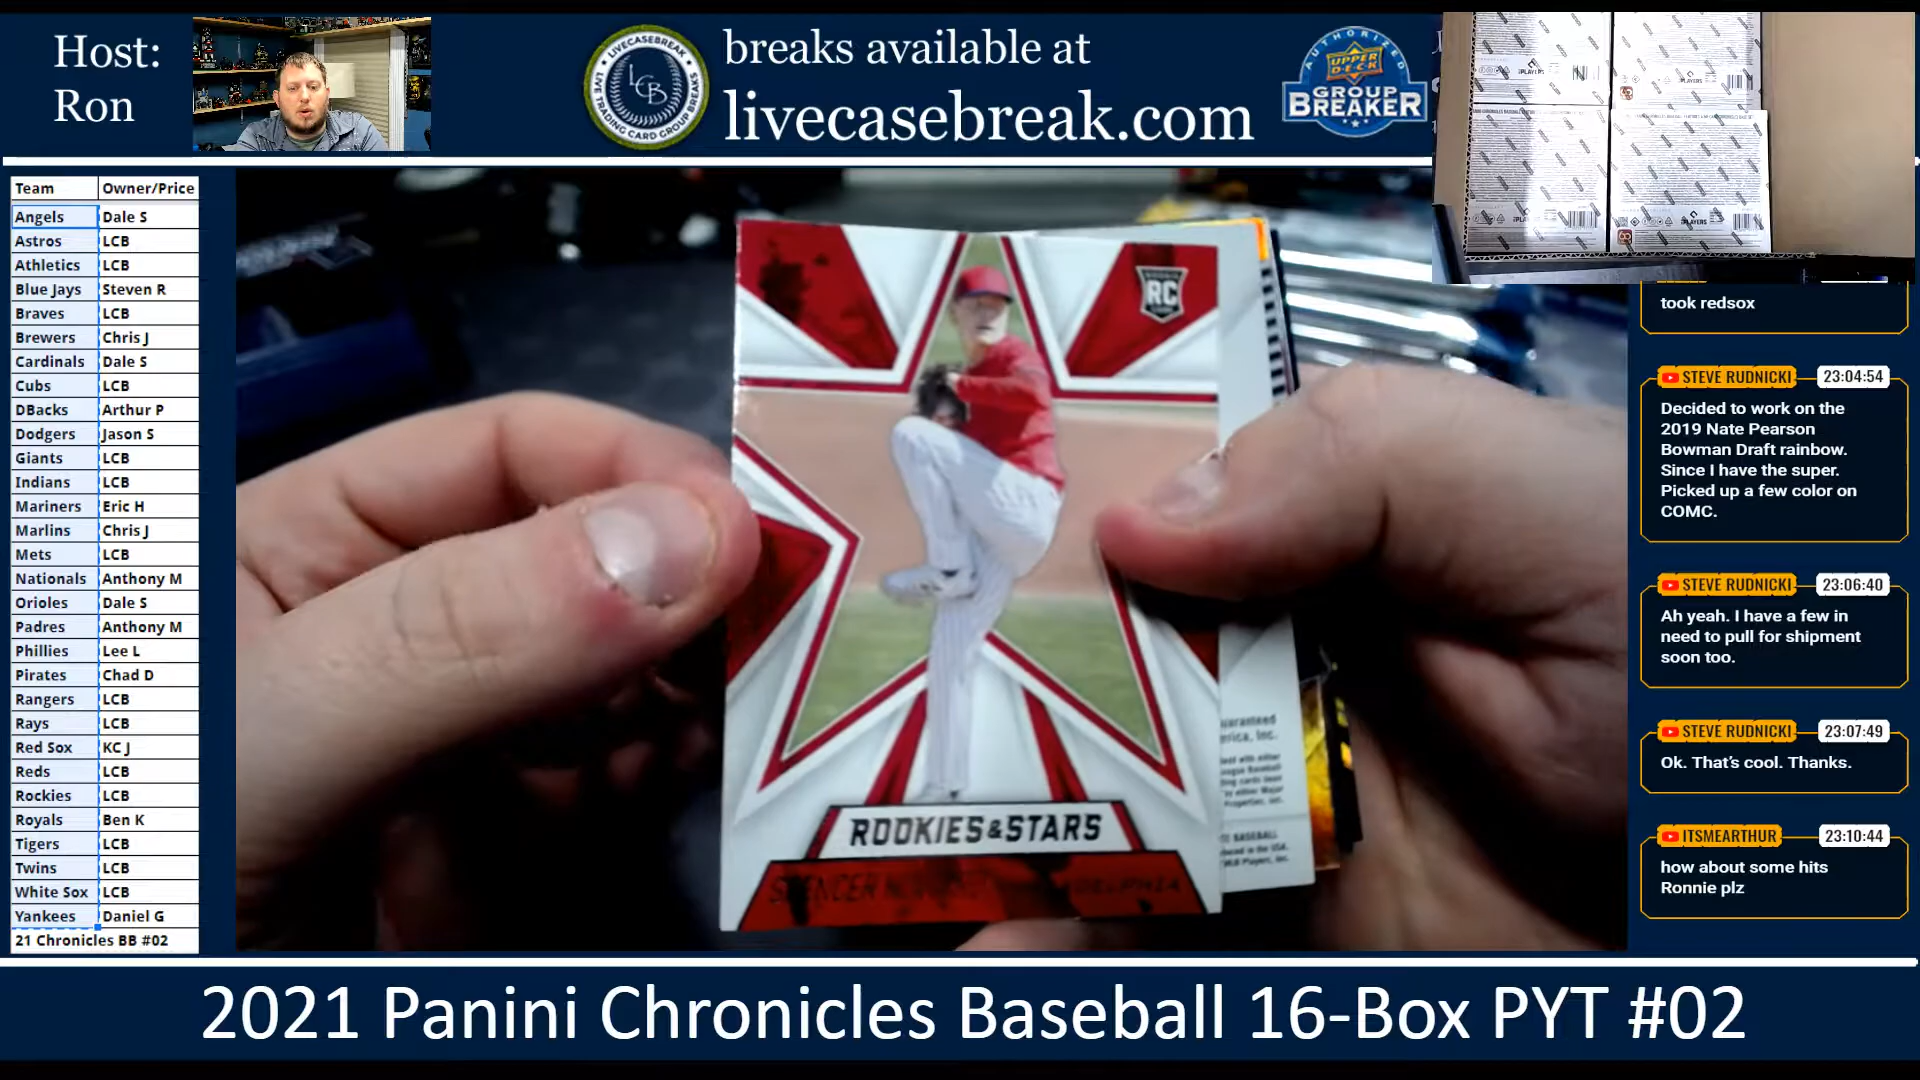 Host:
Ron
LIVECASEBREAK
LCB
LIVE TRADING CARD GROUP BREAKS
breaks available at
livecasebreak.com
AUTHORIZED
UPPER
DECK
GROUP
BREAKER
Team Owner/Price
Angels Dale S
Astros LCB
Athletics LCB
Blue Jays Steven R
Braves LCB
Brewers Chris J
Cardinals Dale S
Cubs LCB
DBacks Arthur P
Dodgers Jason S
Giants LCB
Indians LCB
Mariners Eric H
Marlins Chris J
Mets LCB
Nationals Anthony M
Orioles Dale S
Padres Anthony M
Phillies Lee L
Pirates Chad D
Rangers LCB
Rays LCB
Red Sox KC J
Reds LCB
Rockies LCB
Royals Ben K
Tigers LCB
Twins LCB
White Sox LCB
Yankees Daniel G
21 Chronicles BB #02
RC
ROOKIES & STARS
SPENCER
took redsox
STEVE RUDNICKI 23:04:54
Decided to work on the
2019 Nate Pearson
Bowman Draft rainbow.
Since I have the super.
Picked up a few color on
COMC.
STEVE RUDNICKI 23:06:40
Ah yeah. I have a few in
need to pull for shipment
soon too.
STEVE RUDNICKI 23:07:49
Ok. That's cool. Thanks.
ITSMEARTHUR 23:10:44
how about some hits
Ronnie plz
2021 Panini Chronicles Baseball 16-Box PYT #02